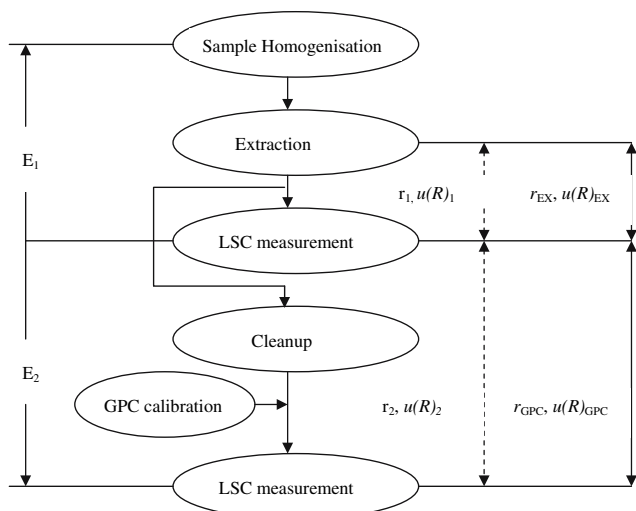 Sample Homogenisation
Extraction
E1
r1, u(R)1
rEX, u(R)EX
LSC measurement
Cleanup
E2
GPC calibration
r2, u(R)2
rGPC, u(R)GPC
LSC measurement